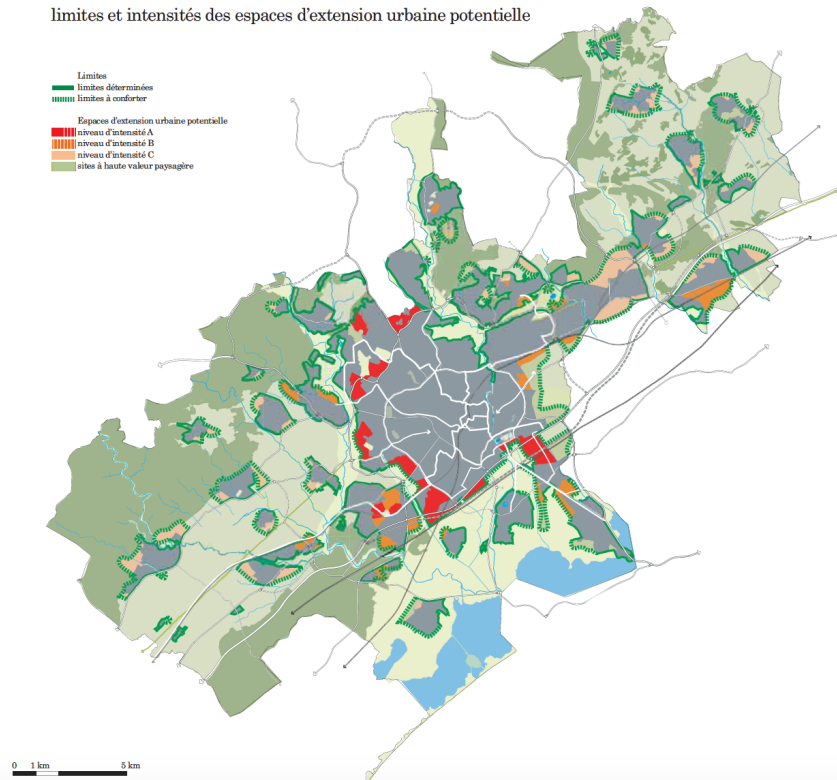 limites et intensités des espaces d'extension urbaine potentielle
Limites
limites déterminées
limites à conforter
Espaces d'extension urbaine potentielle
niveau d'intensité A
niveau d'intensité B
niveau d'intensité C
sites à haute valeur paysagère
0 1 km 5 km